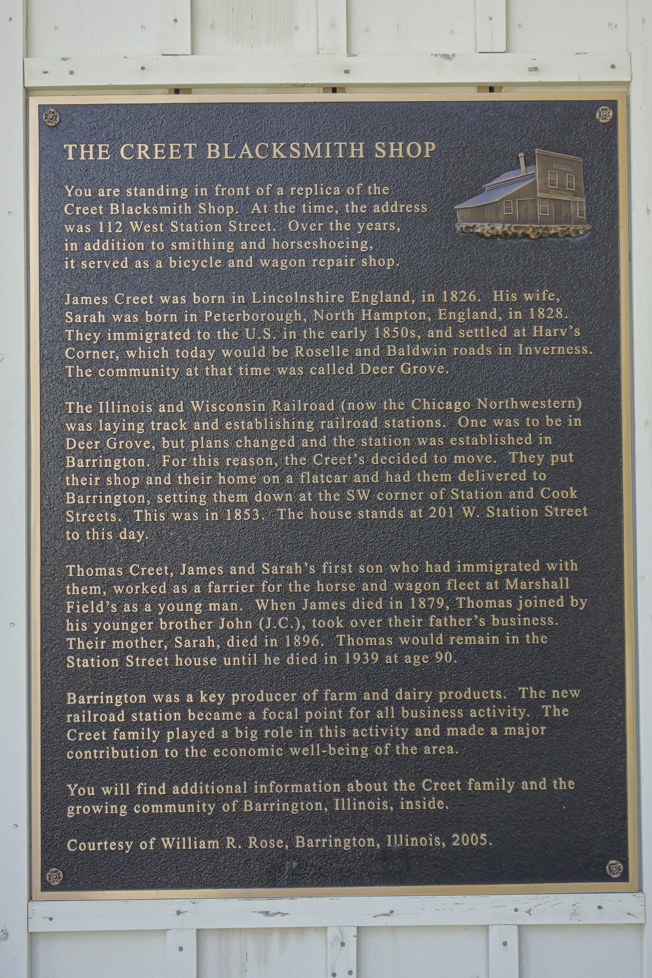 THE CREET BLACKSMITH SHOP
You are standing in front of a replica of the
Creet Blacksmith Shop. At the time, the address
was 112 West Station Street. Over the years,
in addition to smithing and horseshoeing,
it served as a bicycle and wagon repair shop.
James Creet was born in Lincolnshire England, in 1826. His wife,
Sarah was born in Peterborough, North Hampton, England, in 1828.
They immigrated to the U.S. in the early 1850s, and settled at Harv's
Corner, which today would be Roselle and Baldwin roads in Inverness.
The community at that time was called Deer Grove.
The Illinois and Wisconsin Railroad (now the Chicago Northwestern)
was laying track and establishing railroad stations. One was to be in
Deer Grove, but plans changed and the station was established in
Barrington. For this reason, the Creet's decided to move. They put
their shop and their home on a flatcar and had them delivered to
Barrington, setting them down at the SW corner of Station and Cook
Streets. This was in 1853. The house stands at 201 W. Station Street
to this day.
Thomas Creet, James and Sarah's first son who had immigrated with
them, worked as a farrier for the horse and wagon fleet at Marshall
Field's as a young man. When James died in 1879, Thomas joined by
his younger brother John (J.C.), took over their father's business.
Their mother, Sarah, died in 1896. Thomas would remain in the
Station Street house until he died in 1939 at age 90.
Barrington was a key producer of farm and dairy products. The new
railroad station became a focal point for all business activity. The
Creet family played a big role in this activity and made a major
contribution to the economic well-being of the area.
You will find additional information about the Creet family and the
growing community of Barrington, Illinois, inside.
Courtesy of William R. Rose, Barrington, Illinois, 2005.